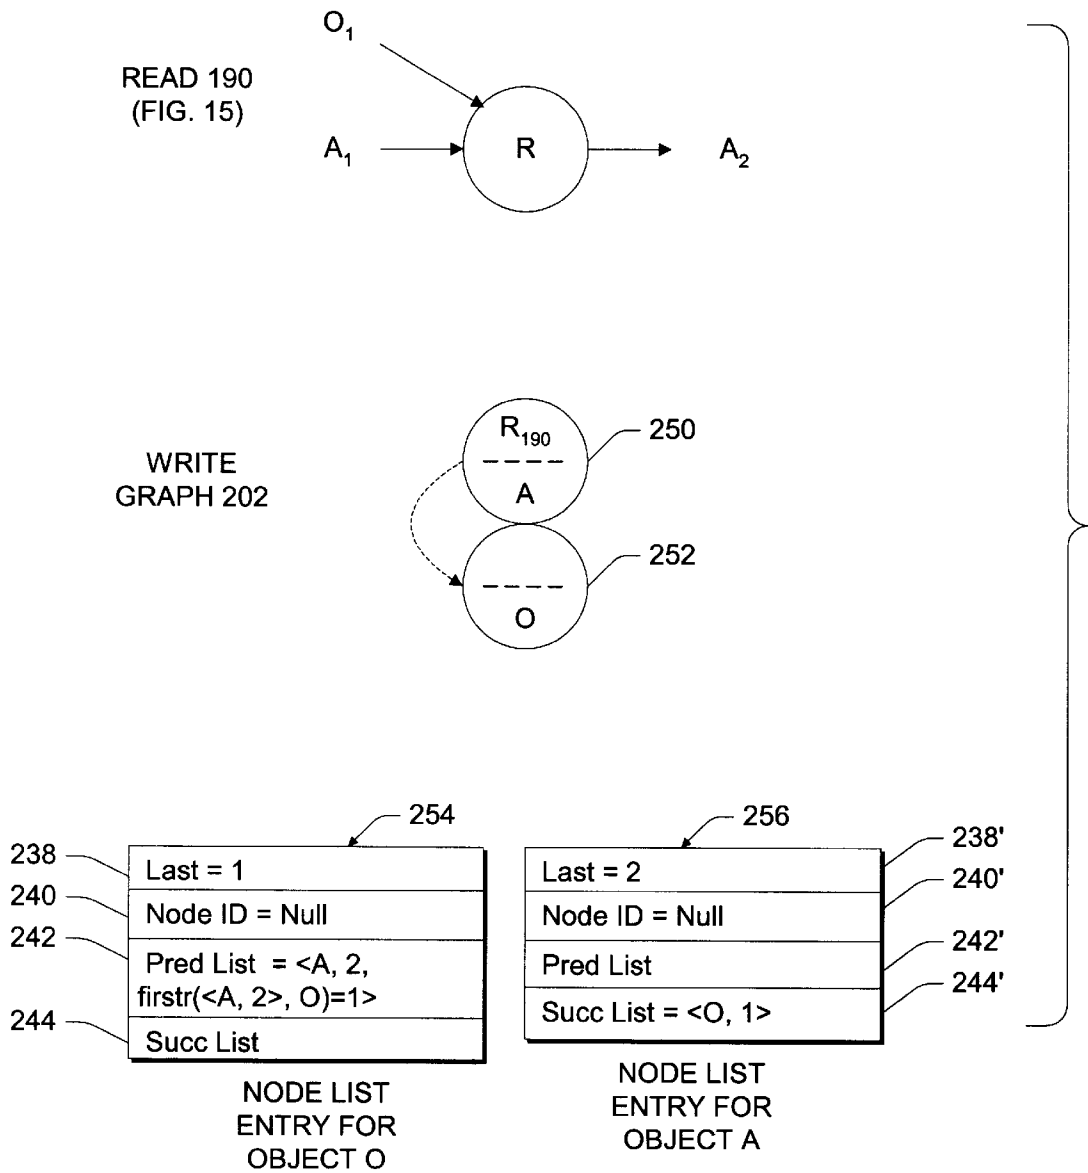 O1
READ 190
(FIG. 15)
A1
R
A2
R190
A
250
WRITE
GRAPH 202
O
252
254
238
Last = 1
240
Node ID = Null
242
Pred List = <A, 2,
firstr(<A, 2>, O)=1>
244
Succ List
NODE LIST
ENTRY FOR
OBJECT O
256
Last = 2
238'
Node ID = Null
240'
Pred List
242'
Succ List = <O, 1>
244'
NODE LIST
ENTRY FOR
OBJECT A